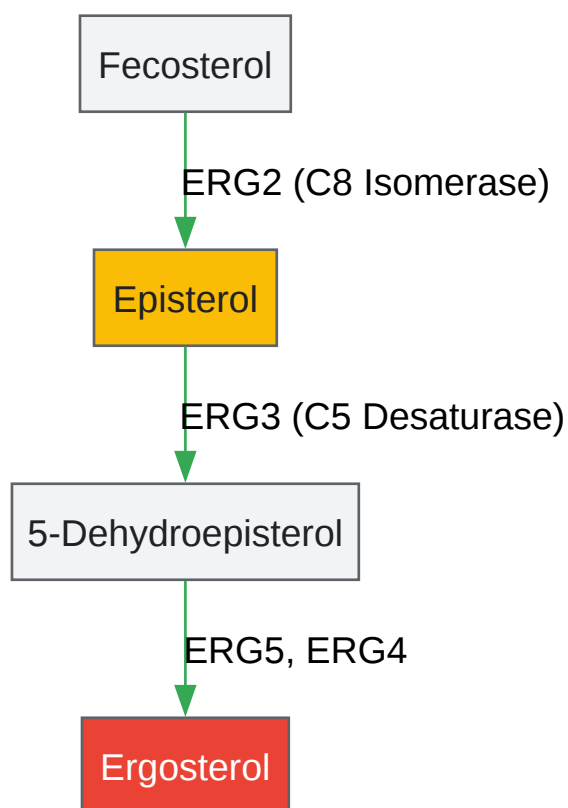 Fecosterol
ERG2 (C8 Isomerase)
Episterol
ERG3 (C5 Desaturase)
5-Dehydroepisterol
ERG5, ERG4
Ergosterol